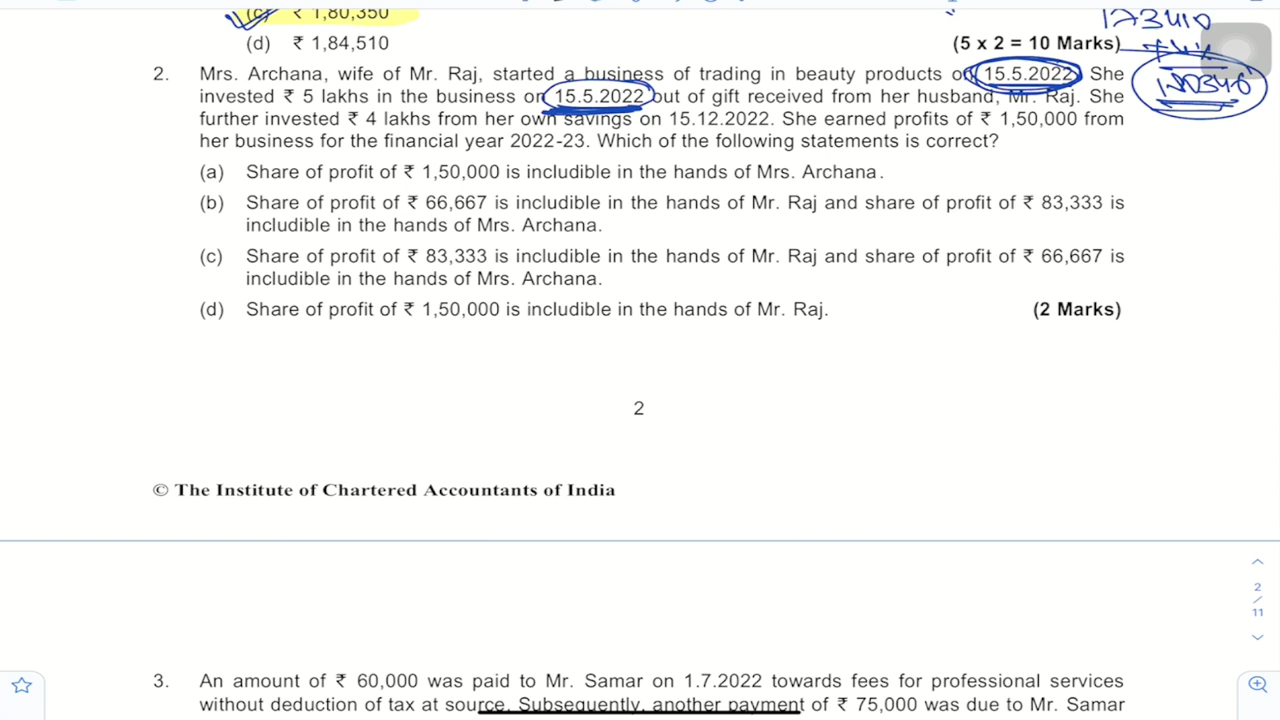 (c) ₹ 1,80,350
173410
(d) ₹ 1,84,510 (5 x 2 = 10 Marks)
2. Mrs. Archana, wife of Mr. Raj, started a business of trading in beauty products on 15.5.2022. She
invested ₹ 5 lakhs in the business on 15.5.2022 out of gift received from her husband, Mr. Raj. She
further invested ₹ 4 lakhs from her own savings on 15.12.2022. She earned profits of ₹ 1,50,000 from
her business for the financial year 2022-23. Which of the following statements is correct?
(a) Share of profit of ₹ 1,50,000 is includible in the hands of Mrs. Archana.
(b) Share of profit of ₹ 66,667 is includible in the hands of Mr. Raj and share of profit of ₹ 83,333 is
includible in the hands of Mrs. Archana.
(c) Share of profit of ₹ 83,333 is includible in the hands of Mr. Raj and share of profit of ₹ 66,667 is
includible in the hands of Mrs. Archana.
(d) Share of profit of ₹ 1,50,000 is includible in the hands of Mr. Raj. (2 Marks)
2
© The Institute of Chartered Accountants of India
2
/
11
3. An amount of ₹ 60,000 was paid to Mr. Samar on 1.7.2022 towards fees for professional services
without deduction of tax at source. Subsequently, another payment of ₹ 75,000 was due to Mr. Samar